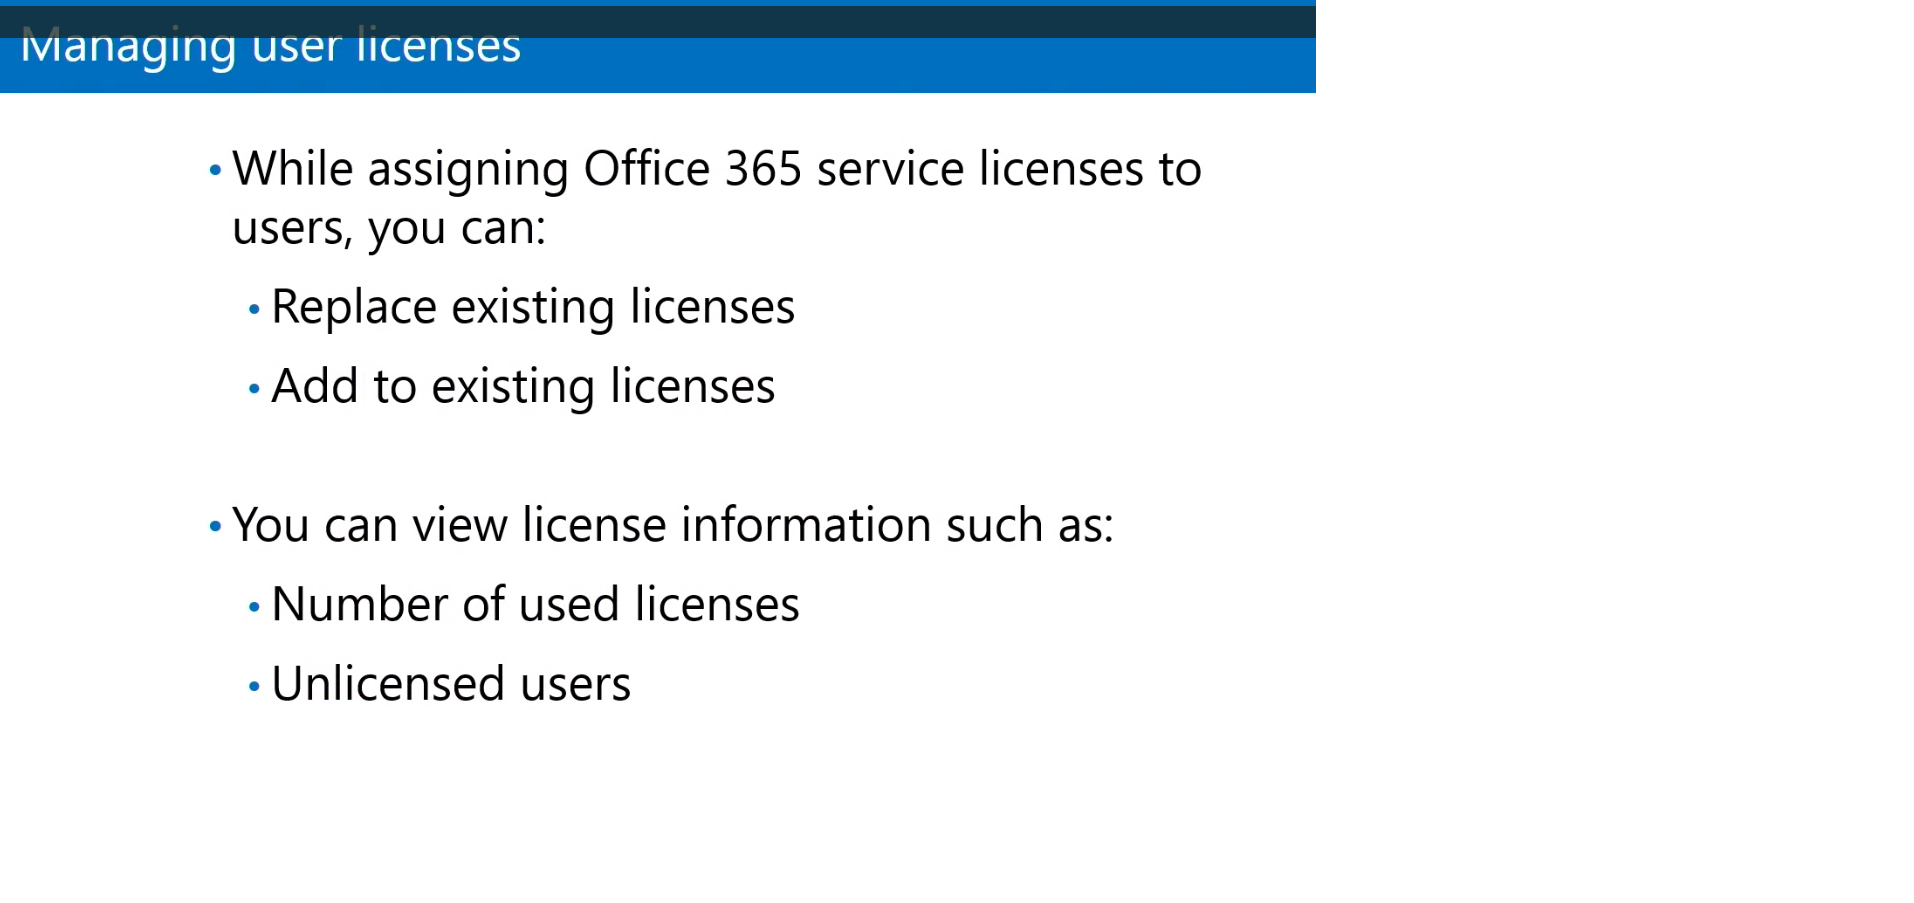 Managing user licenses
• While assigning Office 365 service licenses to
users, you can:
• Replace existing licenses
• Add to existing licenses
• You can view license information such as:
• Number of used licenses
• Unlicensed users